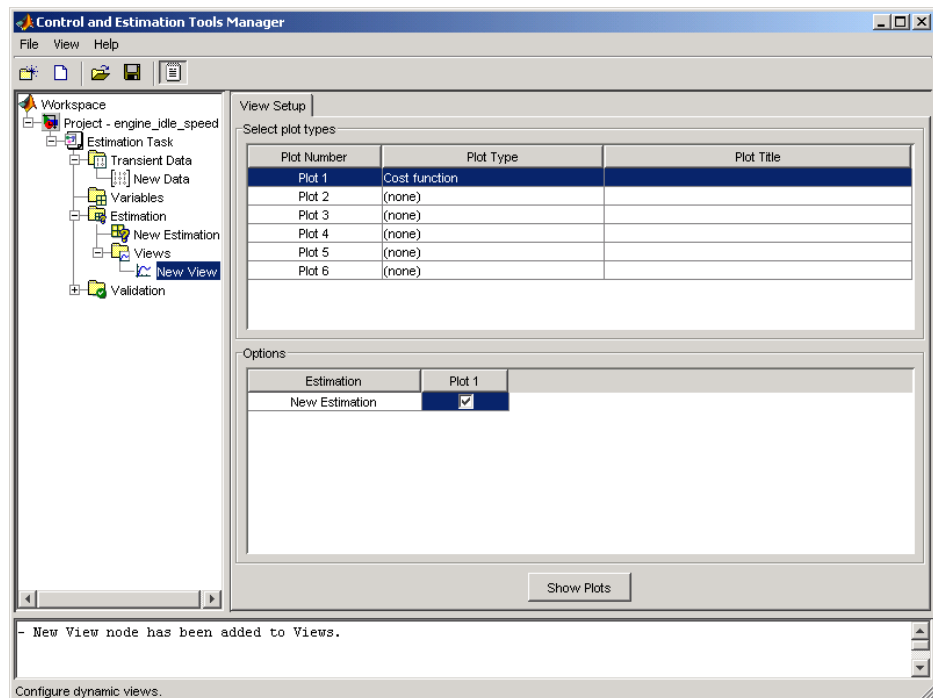 Control and Estimation Tools Manager
File View Help
Workspace
Project - engine_idle_speed
Estimation Task
Transient Data
New Data
Variables
Estimation
New Estimation
Views
New View
Validation
View Setup
Select plot types
Plot Number Plot Type Plot Title
Plot 1 Cost function
Plot 2 (none)
Plot 3 (none)
Plot 4 (none)
Plot 5 (none)
Plot 6 (none)
Options
Estimation Plot 1
New Estimation
Show Plots
- New View node has been added to Views.
Configure dynamic views.